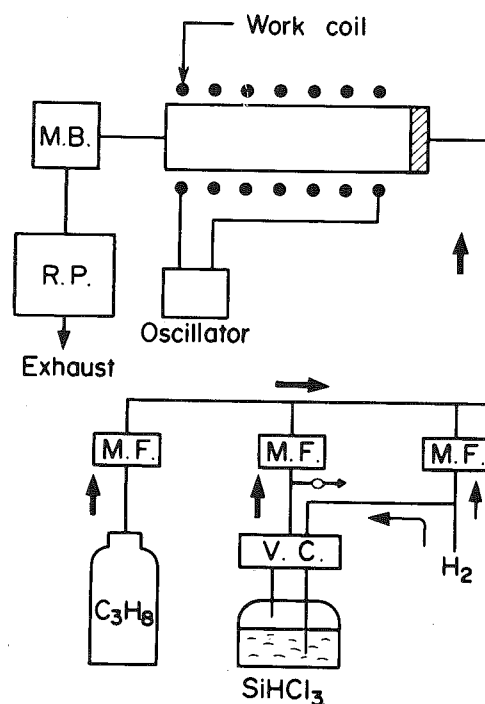 Work coil
M.B.
R.P.
Oscillator
Exhaust
M.F.
M.F.
M.F.
V. C.
H2
C3H8
SiHCl3